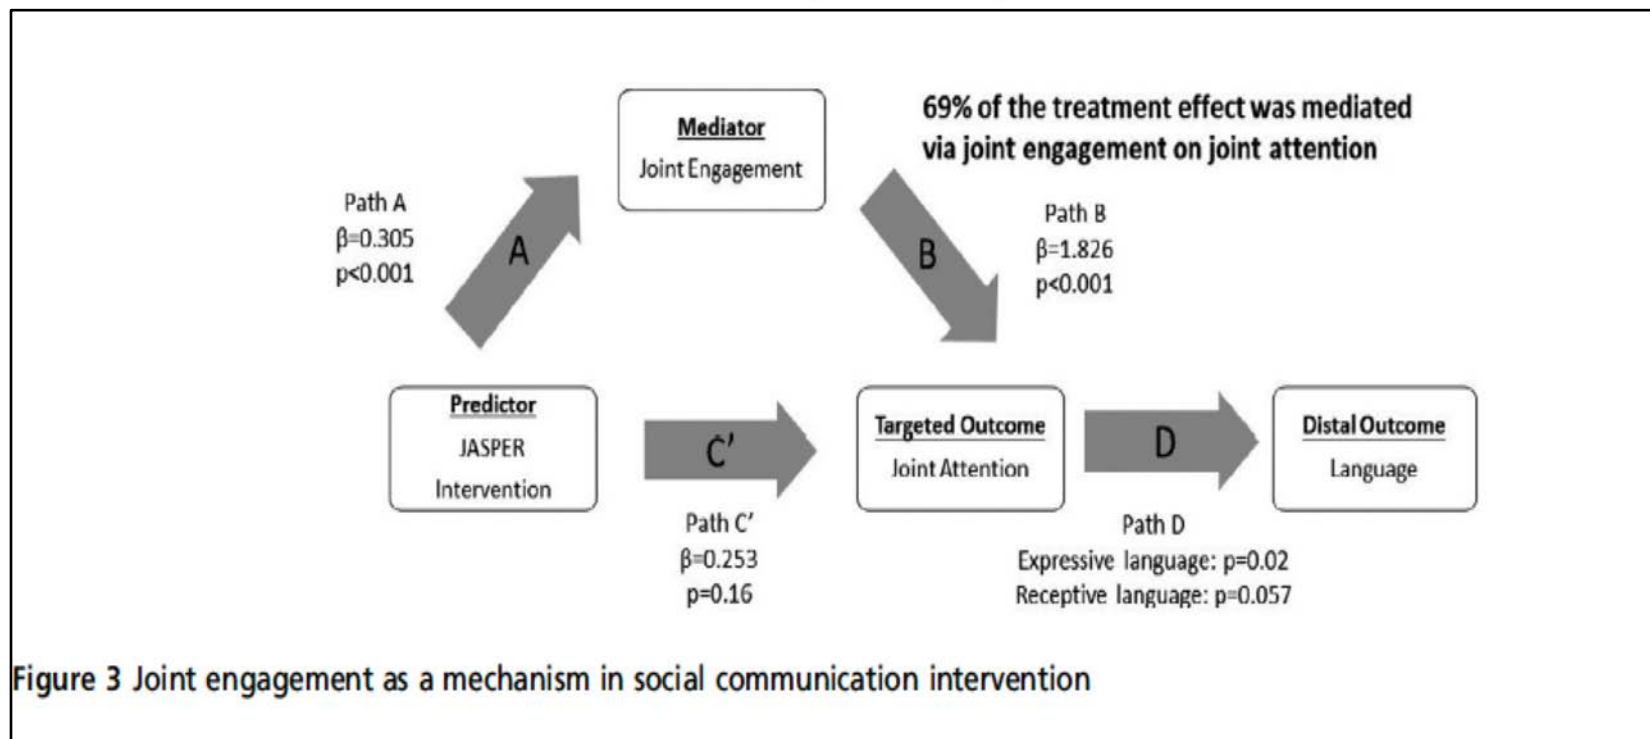 69% of the treatment effect was mediated
via joint engagement on joint attention
Mediator
Joint Engagement
Path A
β=0.305
p<0.001
A
B
Path B
β=1.826
p<0.001
Predictor
JASPER
Intervention
C′
Targeted Outcome
Joint Attention
D
Distal Outcome
Language
Path C′
β=0.253
p=0.16
Path D
Expressive language: p=0.02
Receptive language: p=0.057
Figure 3 Joint engagement as a mechanism in social communication intervention